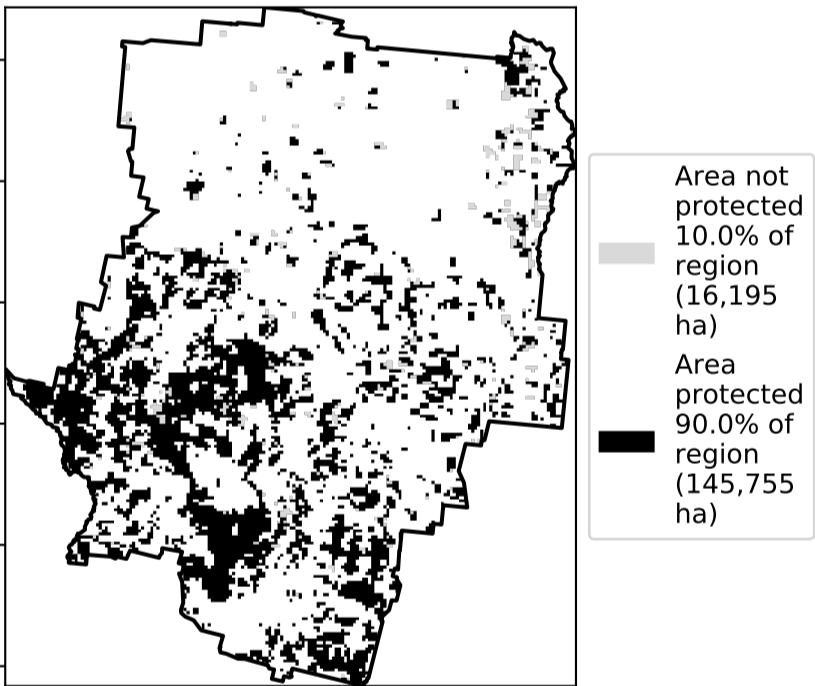 Area not
protected
10.0% of
region
(16,195
ha)
Area
protected
90.0% of
region
(145,755
ha)